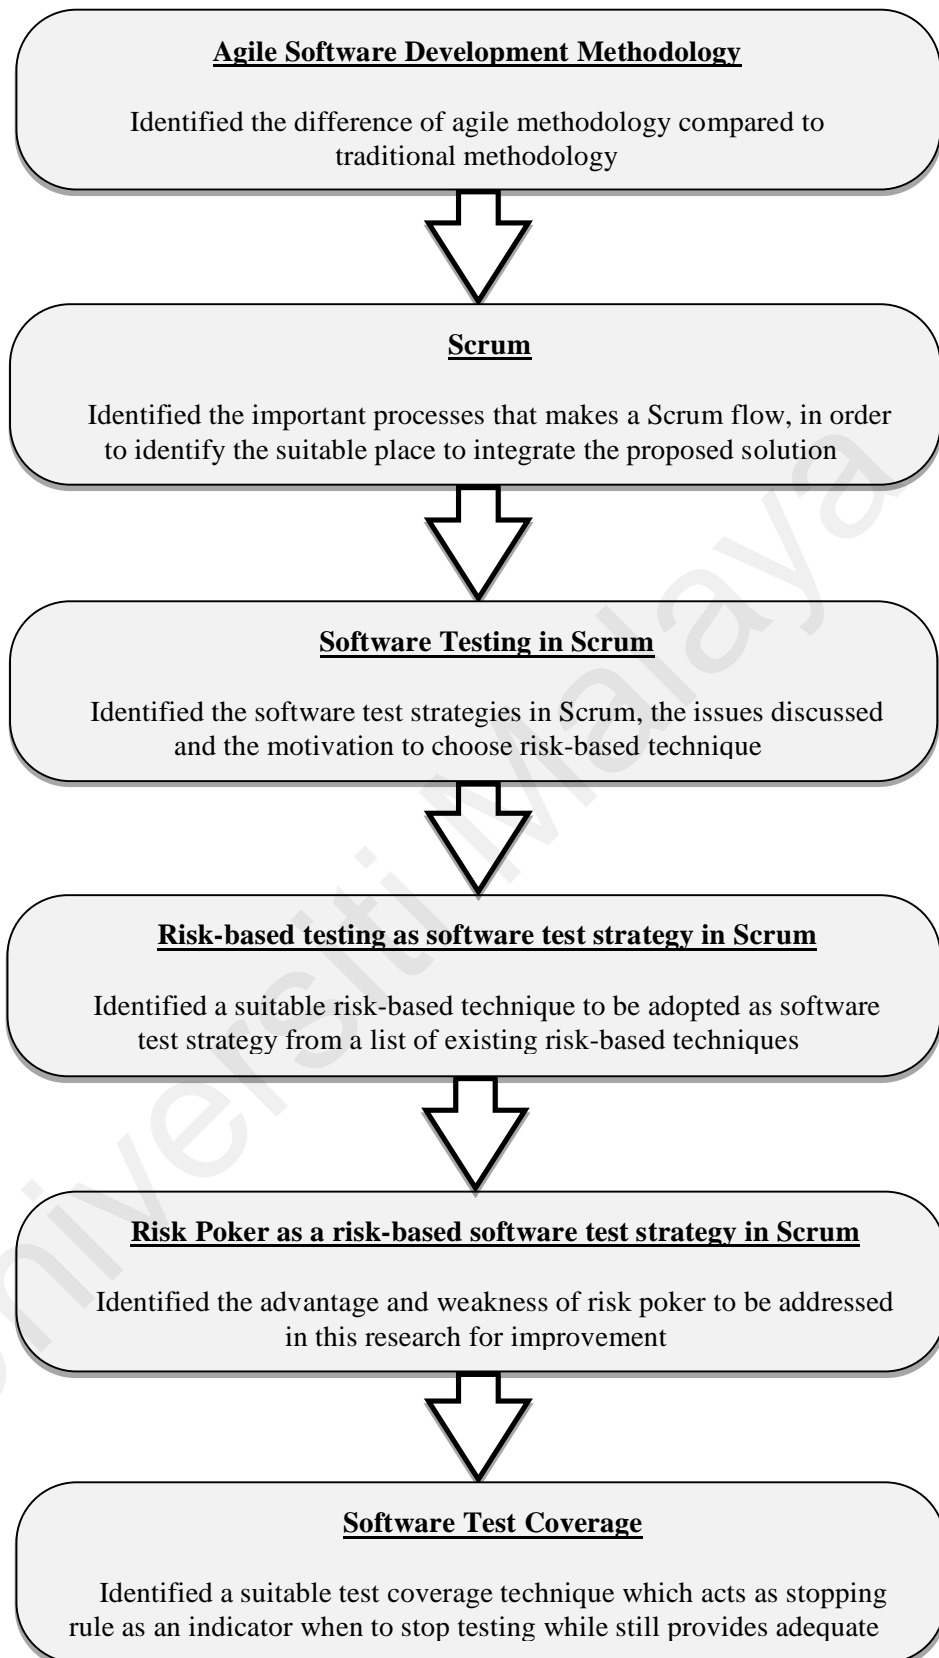 Agile Software Development Methodology
Identified the difference of agile methodology compared to
traditional methodology
Scrum
Identified the important processes that makes a Scrum flow, in order
to identify the suitable place to integrate the proposed solution
Software Testing in Scrum
Identified the software test strategies in Scrum, the issues discussed
and the motivation to choose risk-based technique
Risk-based testing as software test strategy in Scrum
Identified a suitable risk-based technique to be adopted as software
test strategy from a list of existing risk-based techniques
Risk Poker as a risk-based software test strategy in Scrum
Identified the advantage and weakness of risk poker to be addressed
in this research for improvement
Software Test Coverage
Identified a suitable test coverage technique which acts as stopping
rule as an indicator when to stop testing while still provides adequate
Universiti Malaya